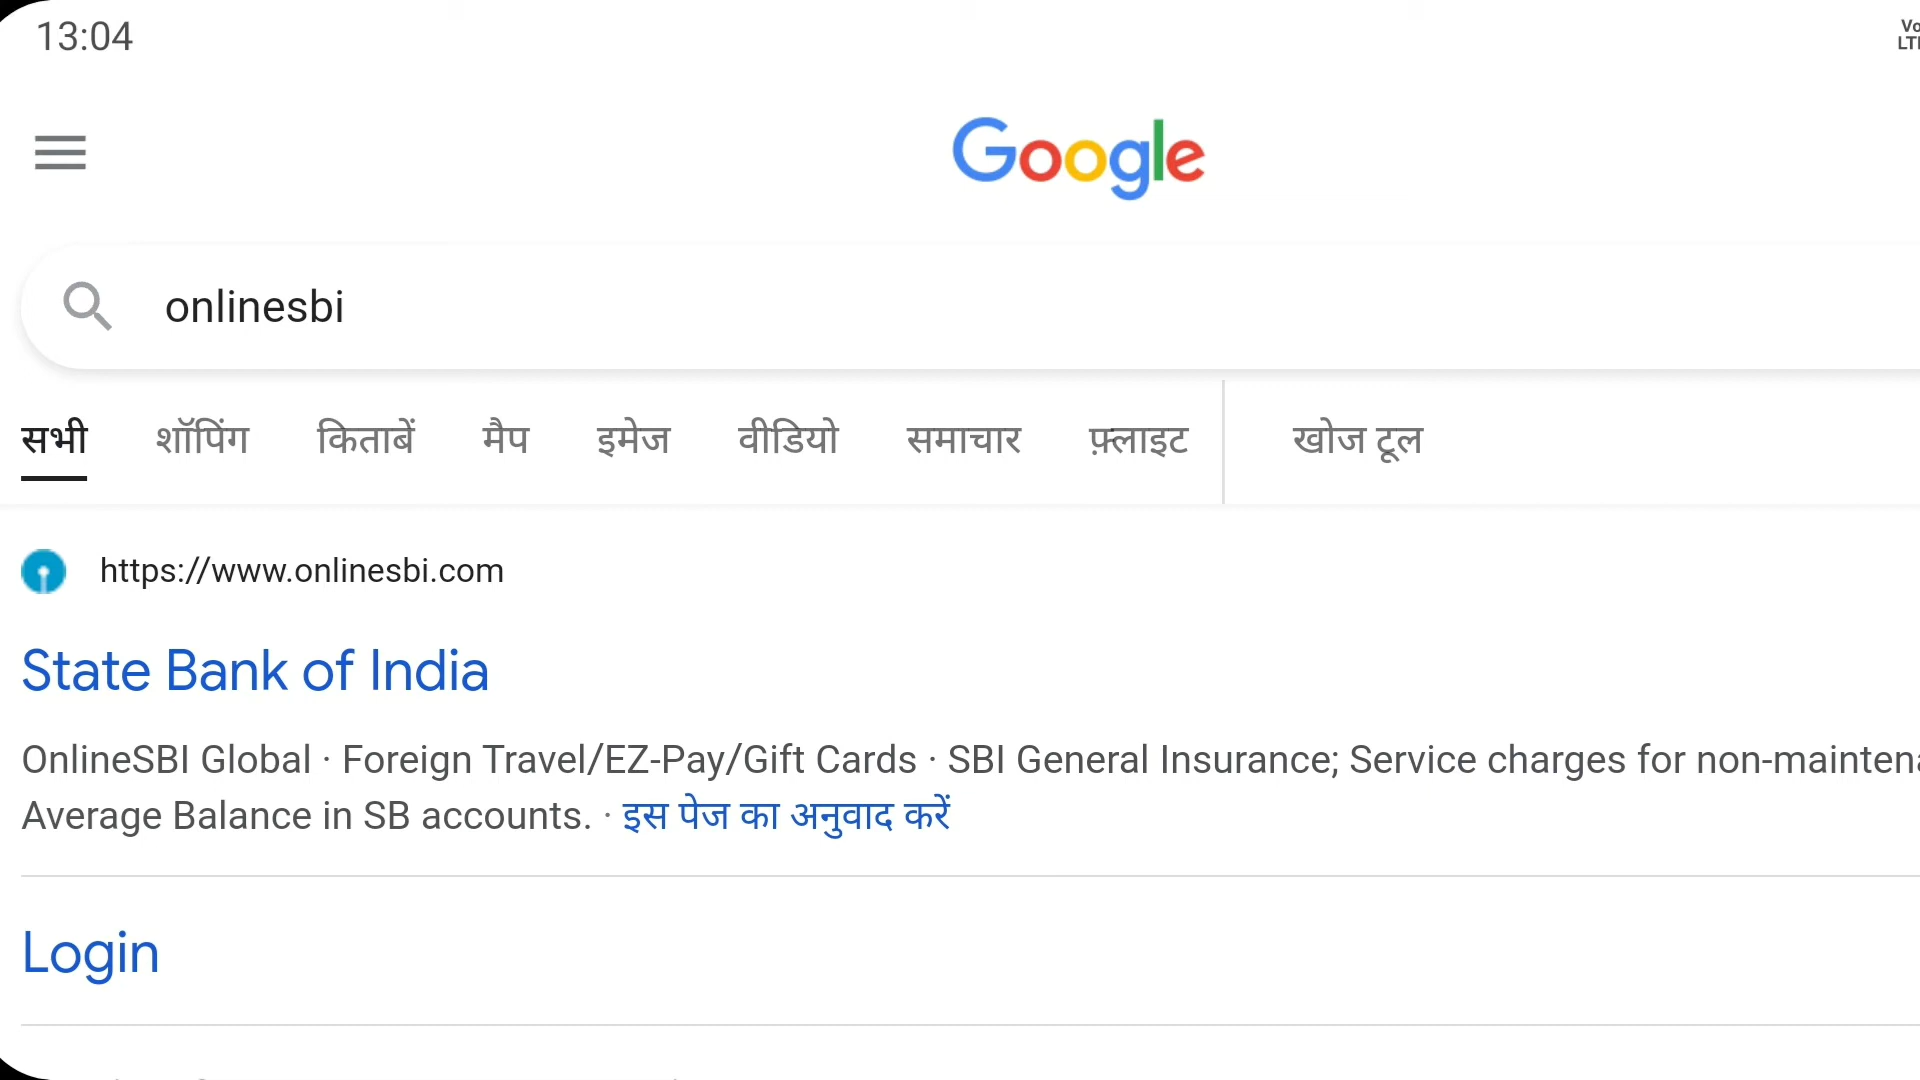 13:04
Google
onlinesbi
सभी शॉपिंग किताबें मैप इमेज वीडियो समाचार फ़्लाइट खोज टूल
https://www.onlinesbi.com
State Bank of India
OnlineSBI Global · Foreign Travel/EZ-Pay/Gift Cards · SBI General Insurance; Service charges for
Average Balance in SB accounts. · इस पेज का अनुवाद करें
Login